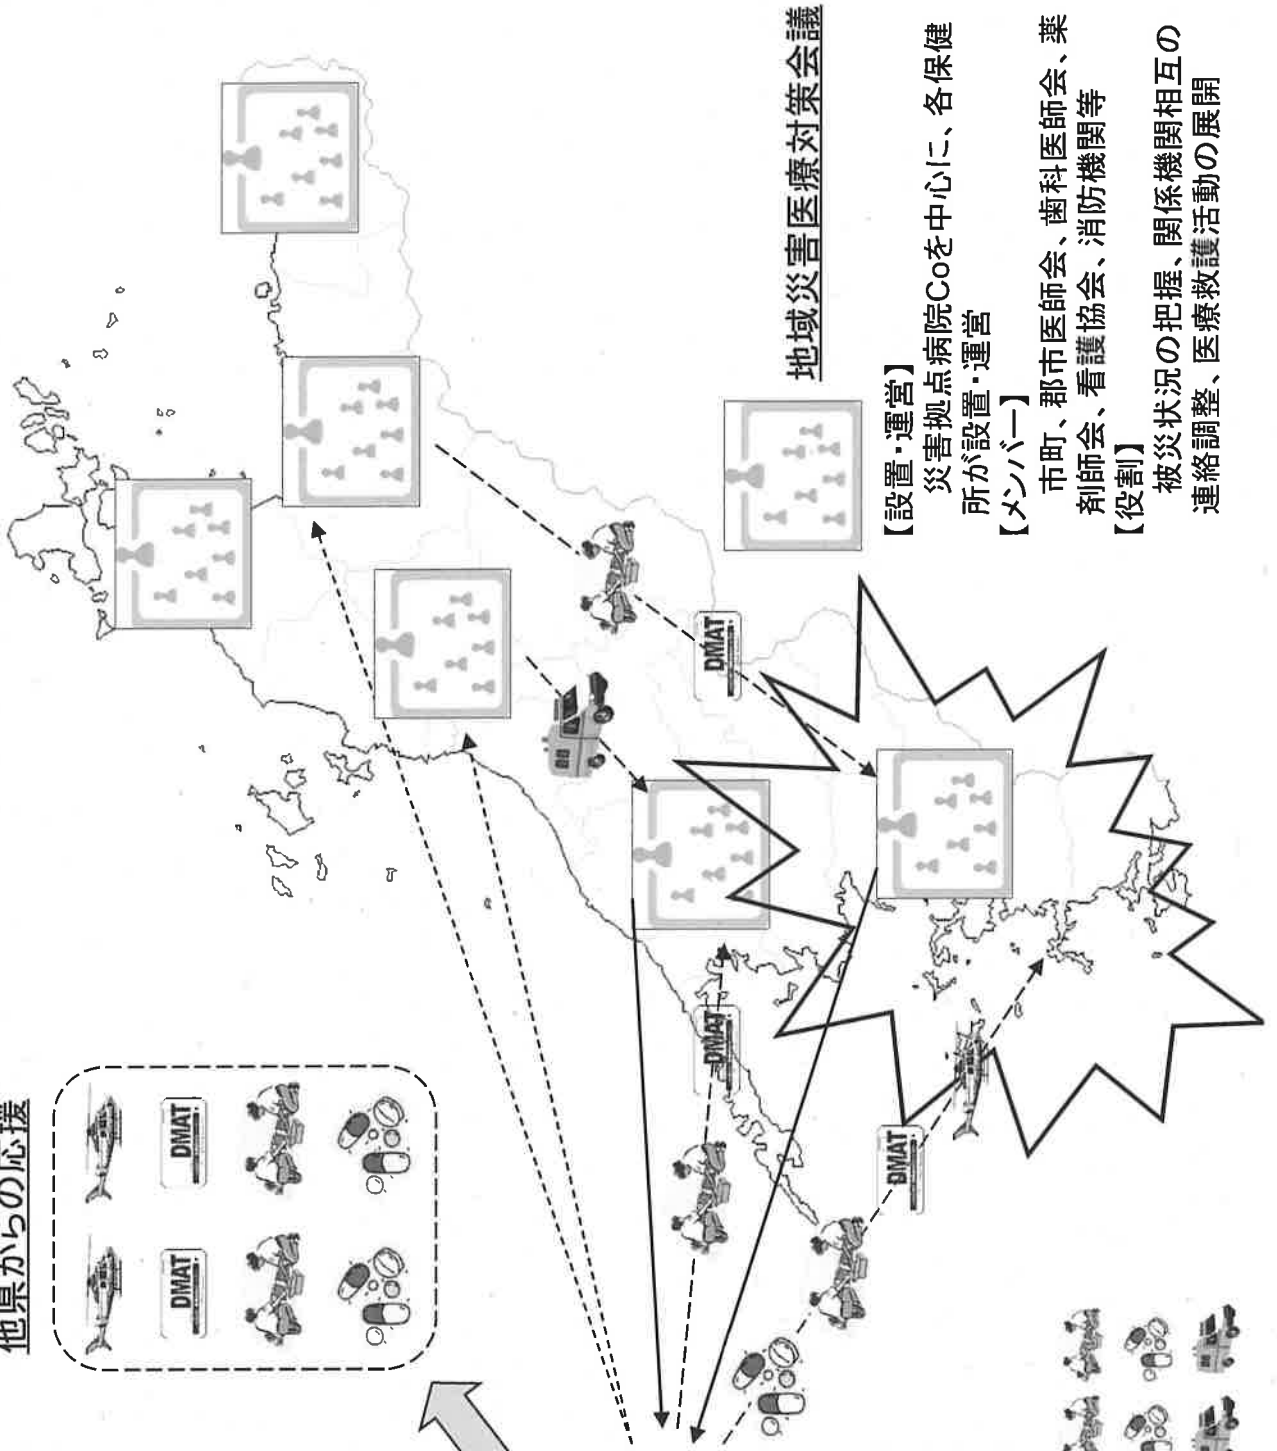 他県からの応援
DMAT
DMAT
DMAT
DMAT
DMAT
地域災害医療対策会議
【設置・運営】
災害拠点病院Coを中心に、各保健
所が設置・運営
【メンバー】
市町、郡市医師会、歯科医師会、薬
剤師会、看護協会、消防機関等
【役割】
被災状況の把握、関係機関相互の
連絡調整、医療救護活動の展開